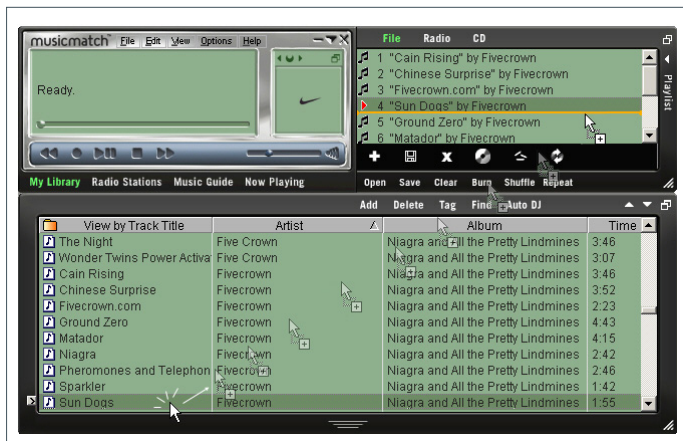 musicmatch File Edit View Options Help
Ready.
File Radio CD
1 "Cain Rising" by Fivecrown
2 "Chinese Surprise" by Fivecrown
3 "Fivecrown.com" by Fivecrown
4 "Sun Dogs" by Fivecrown
5 "Ground Zero" by Fivecrown
6 "Matador" by Fivecrown
Playlist
Open Save Clear Burn Shuffle Repeat
My Library Radio Stations Music Guide Now Playing
Add Delete Tag Find Auto DJ
View by Track Title Artist Album Time
The Night Five Crown Niagra and All the Pretty Lindmines 3:46
Wonder Twins Power Activa Five Crown Niagra and All the Pretty Lindmines 3:07
Cain Rising Fivecrown Niagra and All the Pretty Lindmines 3:46
Chinese Surprise Fivecrown Niagra and All the Pretty Lindmines 3:52
Fivecrown.com Fivecrown Niagra and All the Pretty Lindmines 2:23
Ground Zero Fivecrown Niagra and All the Pretty Lindmines 4:43
Matador Fivecrown Niagra and All the Pretty Lindmines 4:15
Niagra Fivecrown Niagra and All the Pretty Lindmines 2:42
Pheromones and Telephon Fivecrown Niagra and All the Pretty Lindmines 2:46
Sparkler Fivecrown Niagra and All the Pretty Lindmines 1:42
Sun Dogs Fivecrown Niagra and All the Pretty Lindmines 1:55